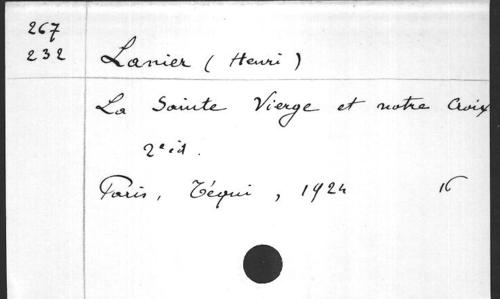 267
232 Lanier (Henri)
La Sainte Vierge et notre Croix
2e éd.
Paris, Téqui, 1924 16